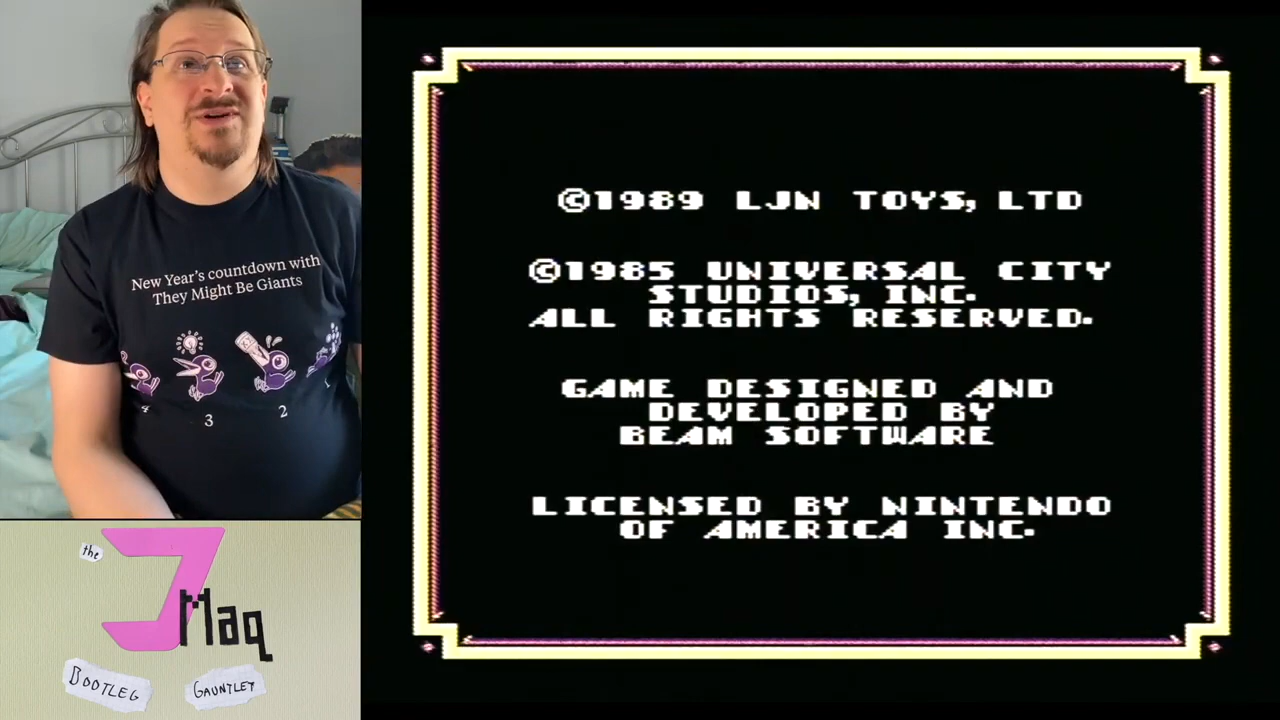 New Year's countdown with
They Might Be Giants
4 3 2 1
the
J
Maq
BOOTLEG GAUNTLET
©1989 LJN TOYS, LTD
©1985 UNIVERSAL CITY
STUDIOS, INC.
ALL RIGHTS RESERVED.
GAME DESIGNED AND
DEVELOPED BY
BEAM SOFTWARE
LICENSED BY NINTENDO
OF AMERICA INC.